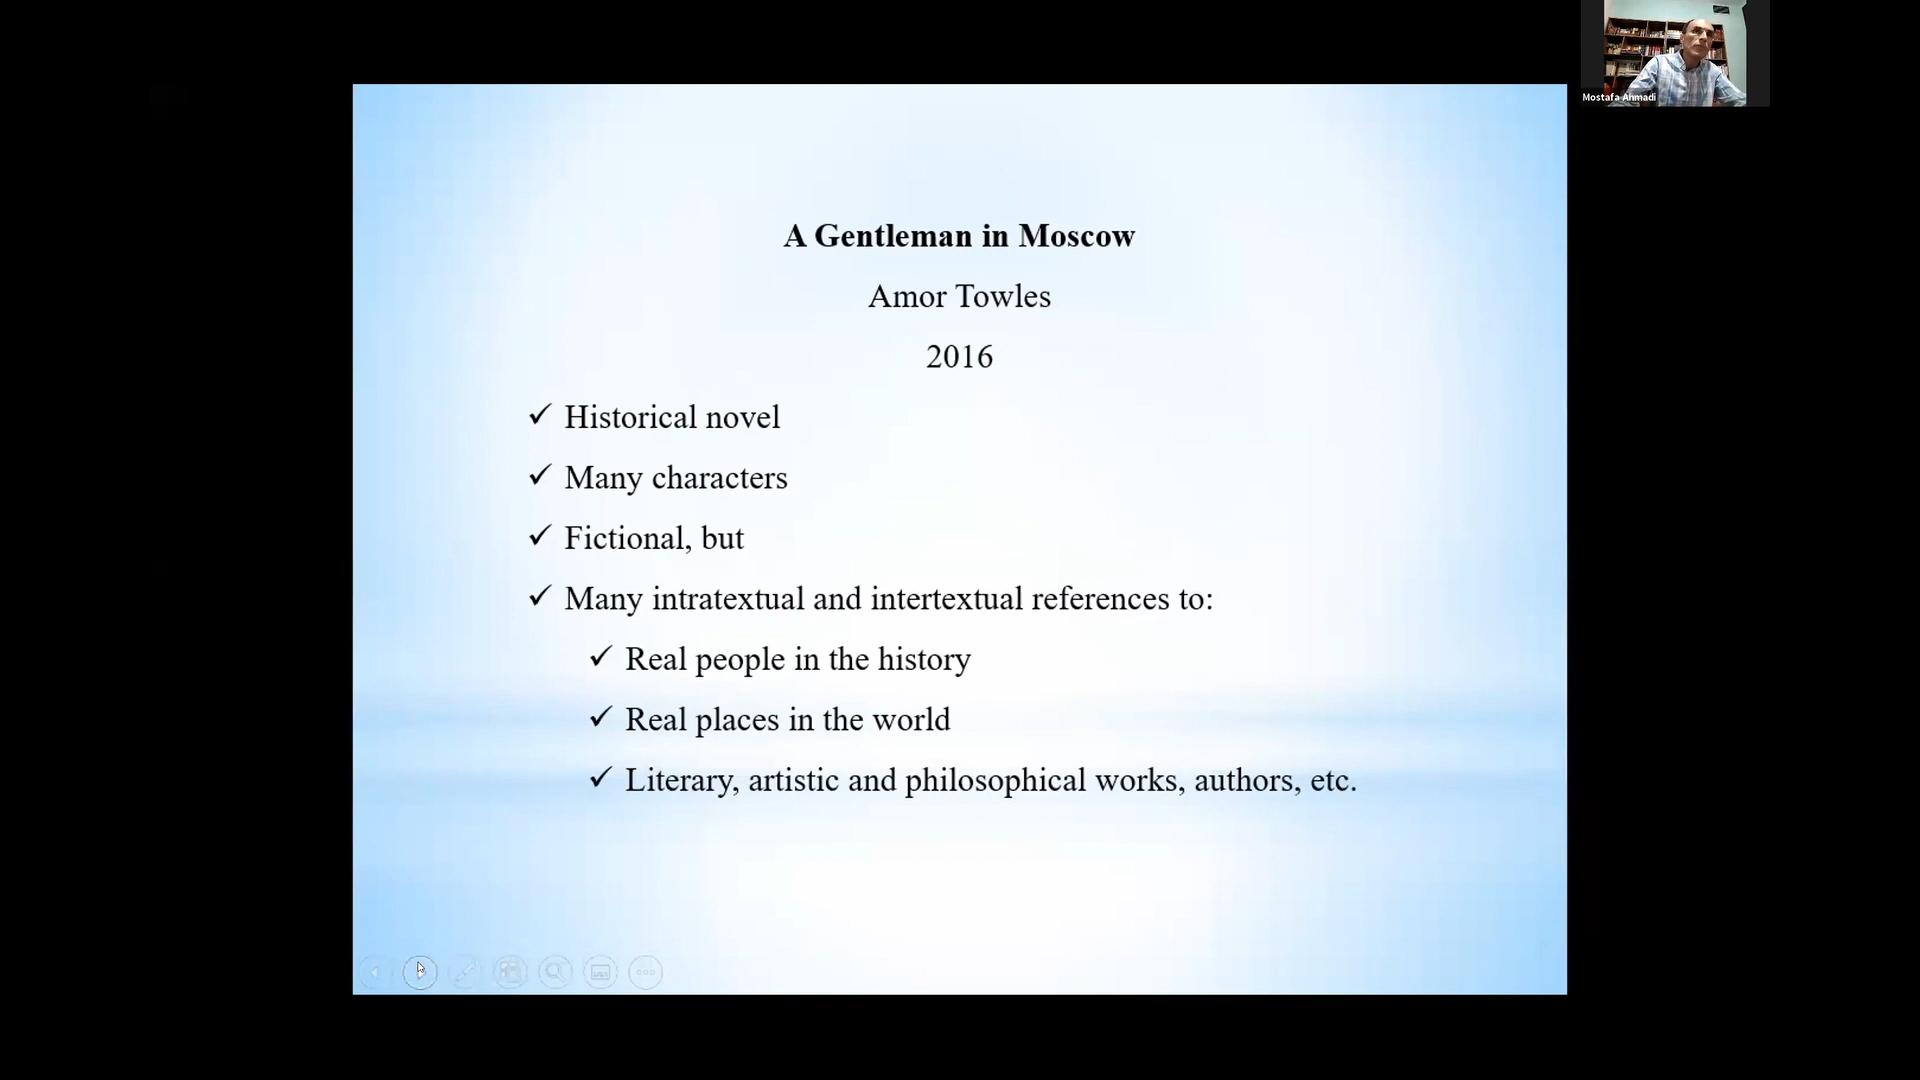 Mostafa Ahmadi
A Gentleman in Moscow
Amor Towles
2016
✓ Historical novel
✓ Many characters
✓ Fictional, but
✓ Many intratextual and intertextual references to:
✓ Real people in the history
✓ Real places in the world
✓ Literary, artistic and philosophical works, authors, etc.